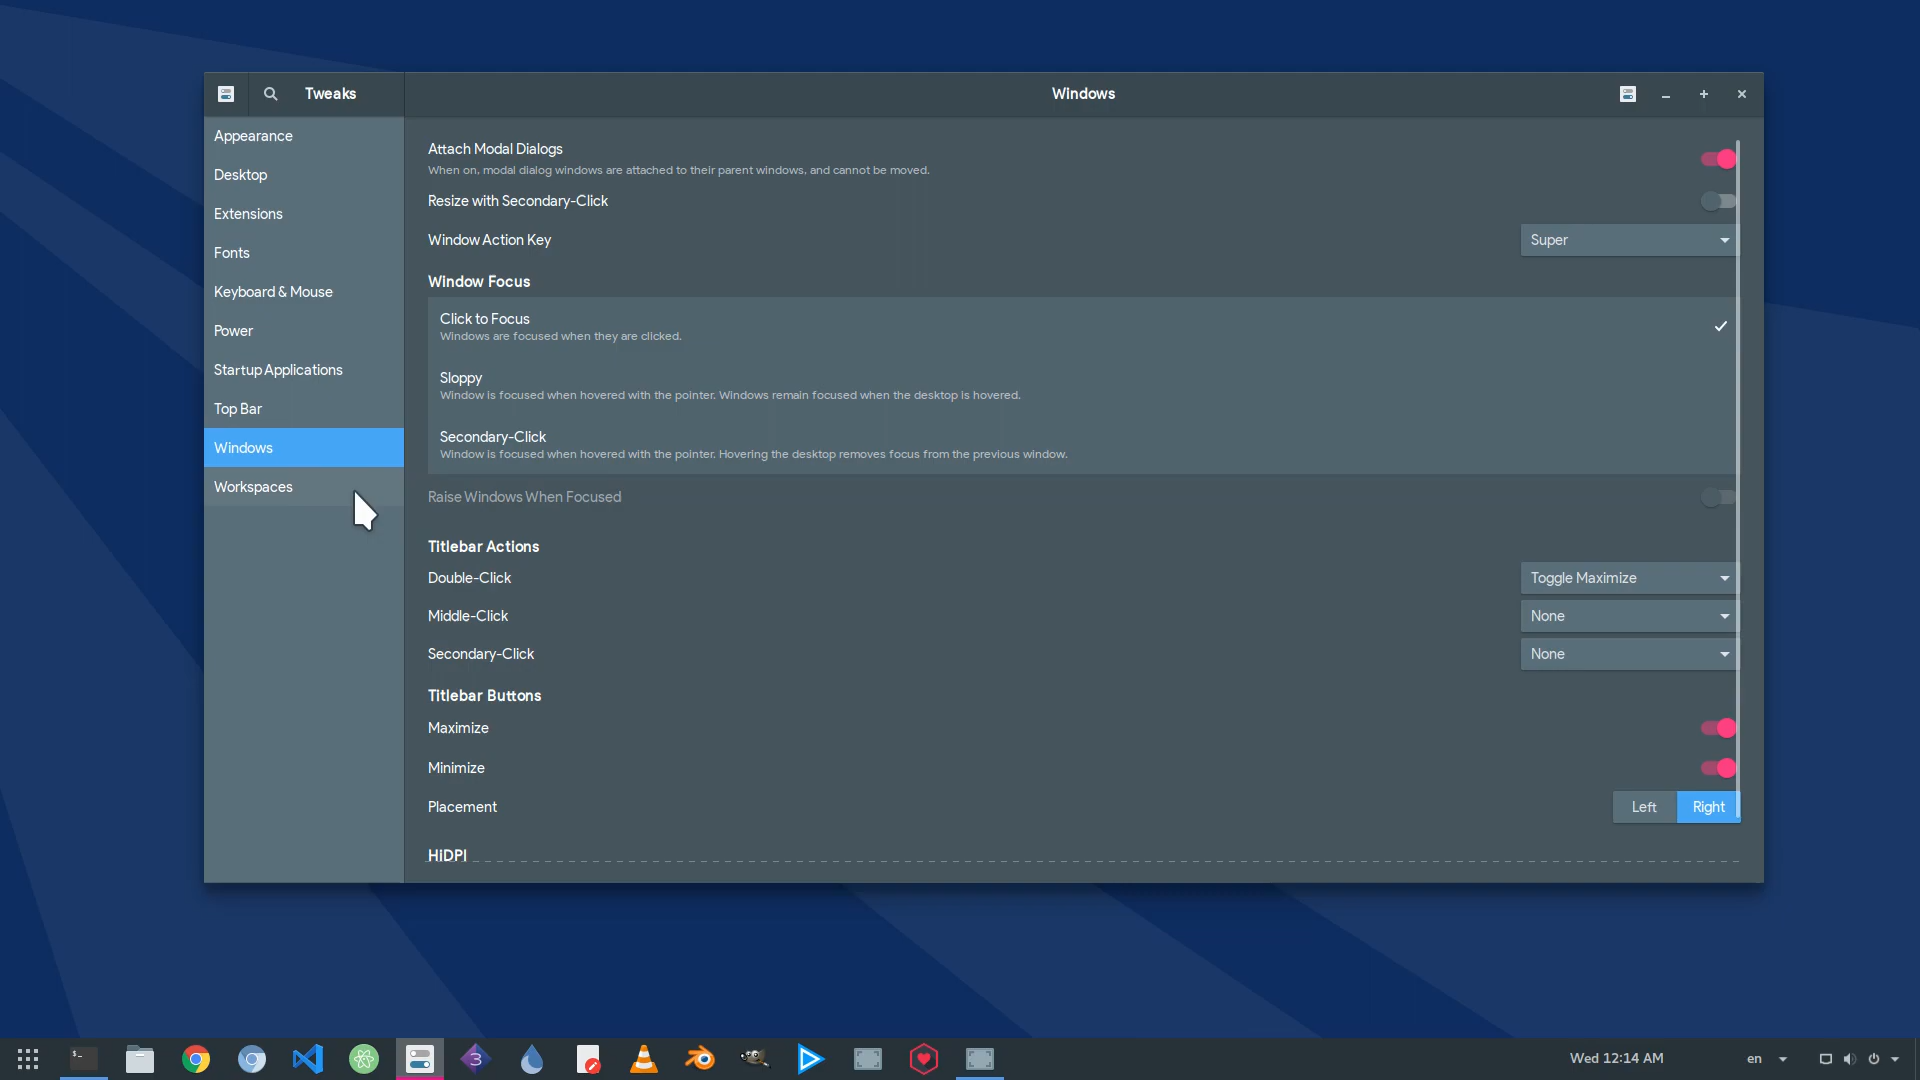 Tweaks
Windows
Appearance
Desktop
Extensions
Fonts
Keyboard & Mouse
Power
Startup Applications
Top Bar
Windows
Workspaces
Attach Modal Dialogs
When on, modal dialog windows are attached to their parent windows, and cannot be moved.
Resize with Secondary-Click
Window Action Key
Super
Window Focus
Click to Focus
Windows are focused when they are clicked.
Sloppy
Window is focused when hovered with the pointer. Windows remain focused when the desktop is hovered.
Secondary-Click
Window is focused when hovered with the pointer. Hovering the desktop removes focus from the previous window.
Raise Windows When Focused
Titlebar Actions
Double-Click
Toggle Maximize
Middle-Click
None
Secondary-Click
None
Titlebar Buttons
Maximize
Minimize
Placement
Left
Right
HiDPI
$-
3
Wed 12:14 AM
en